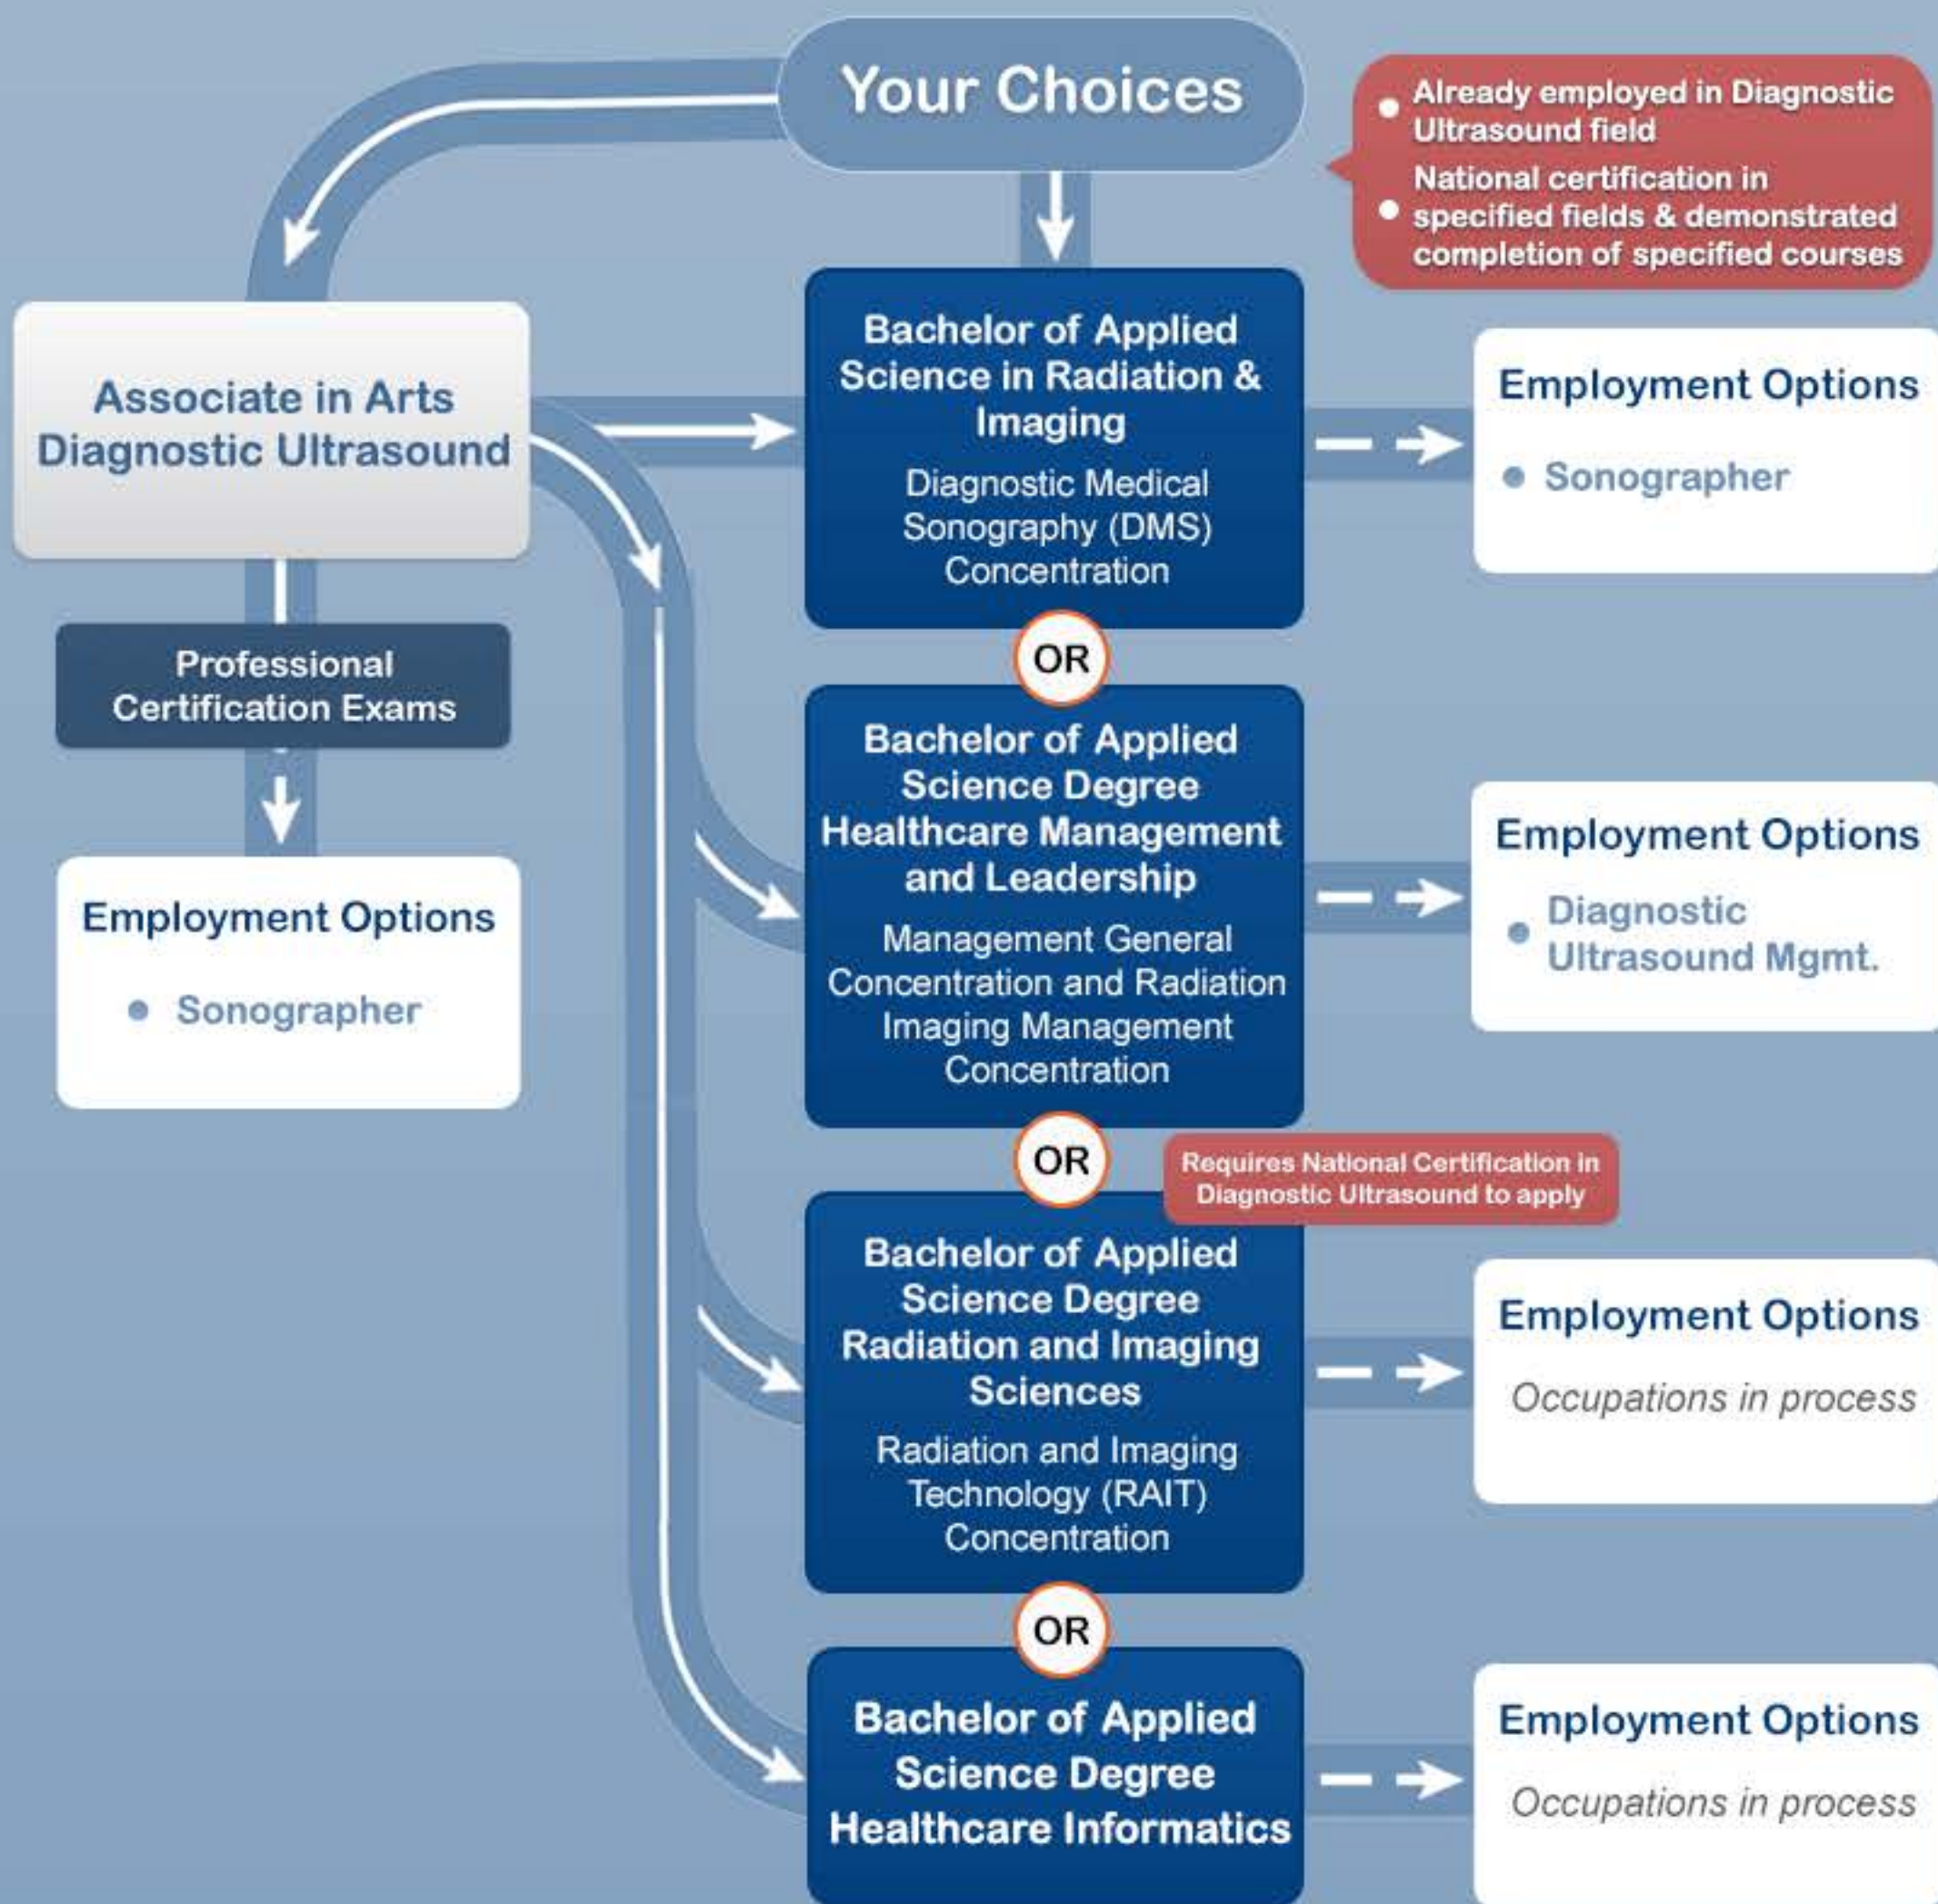 Your Choices
• Already employed in Diagnostic
Ultrasound field
• National certification in
specified fields & demonstrated
completion of specified courses
Associate in Arts
Diagnostic Ultrasound
Professional
Certification Exams
Employment Options
• Sonographer
Bachelor of Applied
Science in Radiation &
Imaging
Diagnostic Medical
Sonography (DMS)
Concentration
Employment Options
• Sonographer
OR
Bachelor of Applied
Science Degree
Healthcare Management
and Leadership
Management General
Concentration and Radiation
Imaging Management
Concentration
Employment Options
• Diagnostic
Ultrasound Mgmt.
OR
Requires National Certification in
Diagnostic Ultrasound to apply
Bachelor of Applied
Science Degree
Radiation and Imaging
Sciences
Radiation and Imaging
Technology (RAIT)
Concentration
Employment Options
Occupations in process
OR
Bachelor of Applied
Science Degree
Healthcare Informatics
Employment Options
Occupations in process